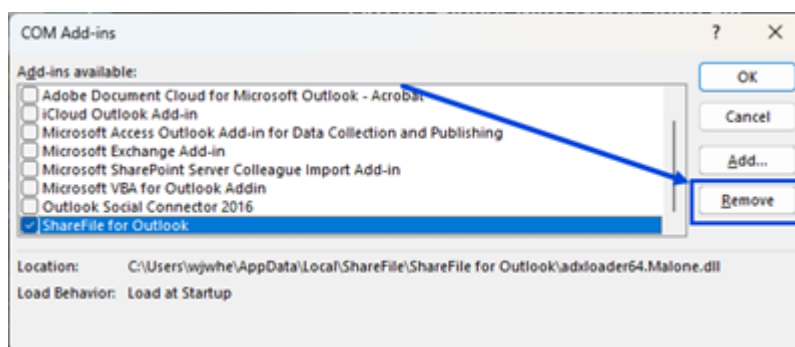 COM Add-ins
? ×
Add-ins available:
Adobe Document Cloud for Microsoft Outlook - Acrobat
iCloud Outlook Add-in
Microsoft Access Outlook Add-in for Data Collection and Publishing
Microsoft Exchange Add-in
Microsoft SharePoint Server Colleague Import Add-in
Microsoft VBA for Outlook Addin
Outlook Social Connector 2016
ShareFile for Outlook
OK
Cancel
Add...
Remove
Location: C:\Users\wjwhe\AppData\Local\ShareFile\ShareFile for Outlook\adxloader64.Malone.dll
Load Behavior: Load at Startup